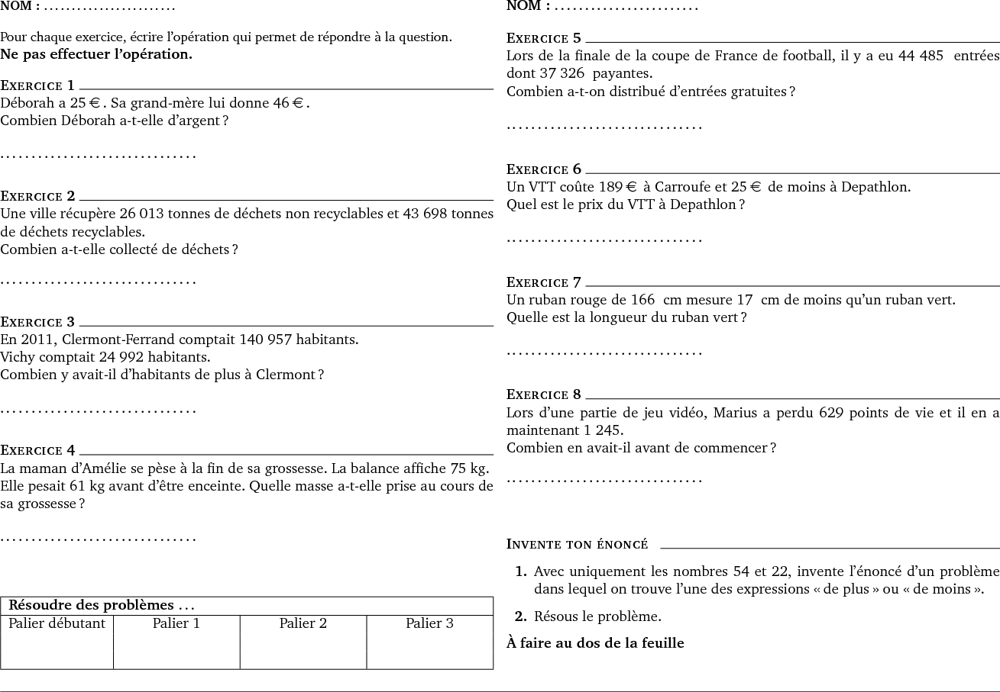 NOM : ........................
Pour chaque exercice, écrire l'opération qui permet de répondre à la question.
Ne pas effectuer l'opération.
EXERCICE 1
Déborah a 25 €. Sa grand-mère lui donne 46 €.
Combien Déborah a-t-elle d'argent ?
..............................
EXERCICE 2
Une ville récupère 26 013 tonnes de déchets non recyclables et 43 698 tonnes
de déchets recyclables.
Combien a-t-elle collecté de déchets ?
..............................
EXERCICE 3
En 2011, Clermont-Ferrand comptait 140 957 habitants.
Vichy comptait 24 992 habitants.
Combien y avait-il d'habitants de plus à Clermont ?
..............................
EXERCICE 4
La maman d'Amélie se pèse à la fin de sa grossesse. La balance affiche 75 kg.
Elle pesait 61 kg avant d'être enceinte. Quelle masse a-t-elle prise au cours de
sa grossesse ?
..............................
Résoudre des problèmes ...
Palier débutant Palier 1 Palier 2 Palier 3
NOM : ........................
EXERCICE 5
Lors de la finale de la coupe de France de football, il y a eu 44 485 entrées
dont 37 326 payantes.
Combien a-t-on distribué d'entrées gratuites ?
..............................
EXERCICE 6
Un VTT coûte 189 € à Carroufe et 25 € de moins à Depathlon.
Quel est le prix du VTT à Depathlon ?
..............................
EXERCICE 7
Un ruban rouge de 166 cm mesure 17 cm de moins qu'un ruban vert.
Quelle est la longueur du ruban vert ?
..............................
EXERCICE 8
Lors d'une partie de jeu vidéo, Marius a perdu 629 points de vie et il en a
maintenant 1 245.
Combien en avait-il avant de commencer ?
..............................
INVENTE TON ÉNONCÉ
1. Avec uniquement les nombres 54 et 22, invente l'énoncé d'un problème
dans lequel on trouve l'une des expressions « de plus » ou « de moins ».
2. Résous le problème.
À faire au dos de la feuille